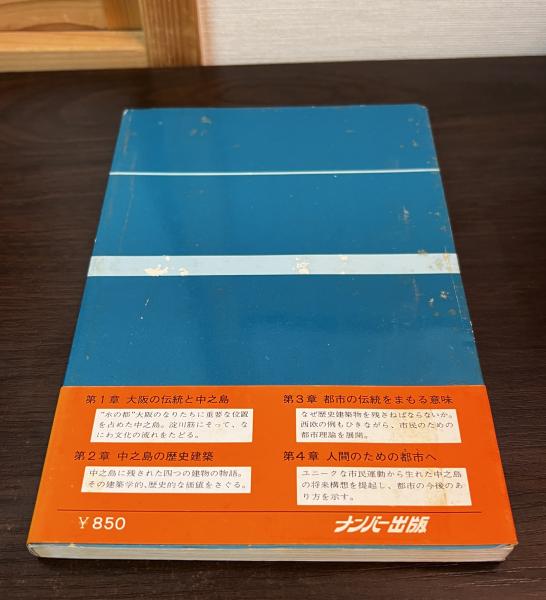 第1章 大阪の伝統と中之島
“水の都”大阪のなりたちに重要な位置
を占めた中之島。淀川筋にそって、な
にわ文化の流れをたどる。
第2章 中之島の歴史建築
中之島に残された四つの建物の物語。
その建築学的、歴史的な価値をさぐる。
第3章 都市の伝統をまもる意味
なぜ歴史建築物を残さねばならないか。
西欧の例もひきながら、市民のための
都市理論を展開。
第4章 人間のための都市へ
ユニークな市民運動から生れた中之島
の将来構想を提起し、都市の今後のあ
り方を示す。
￥850
ナンバー出版